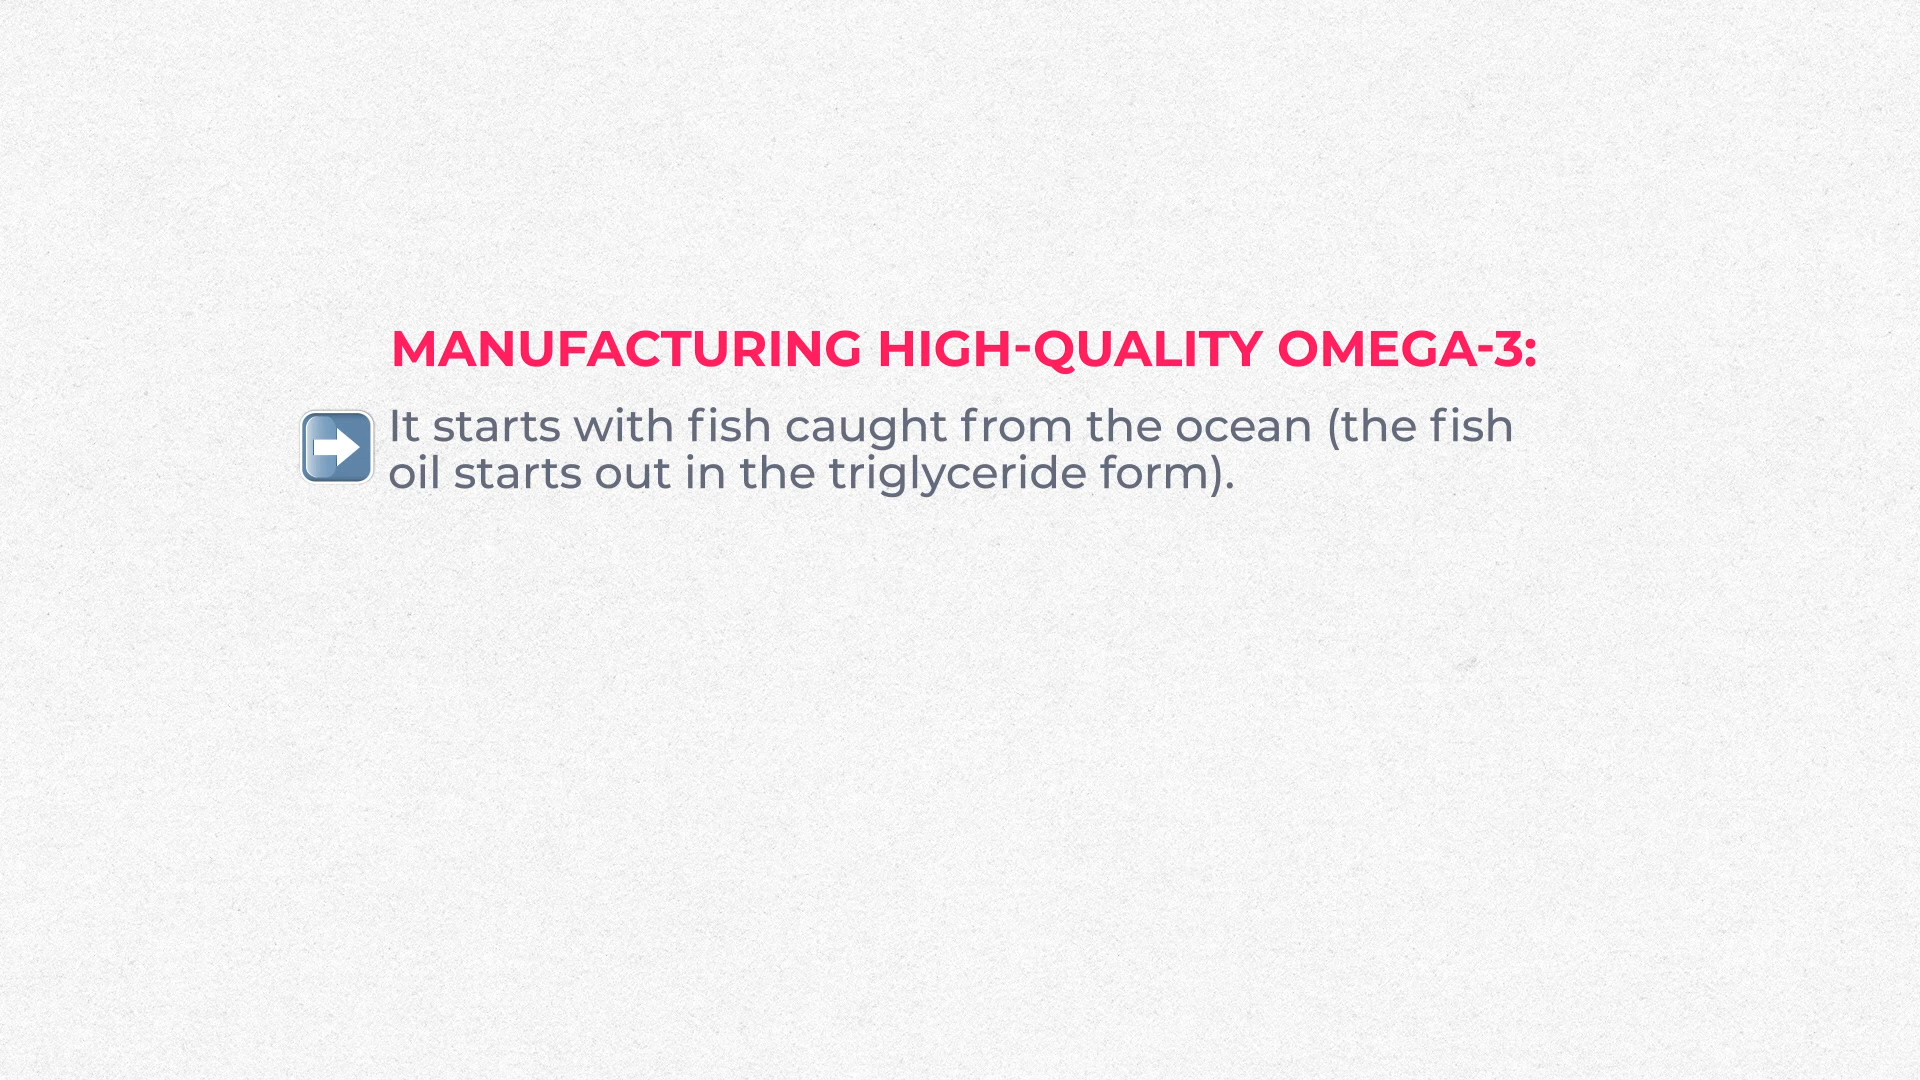 MANUFACTURING HIGH-QUALITY OMEGA-3:
It starts with fish caught from the ocean (the fish
oil starts out in the triglyceride form).